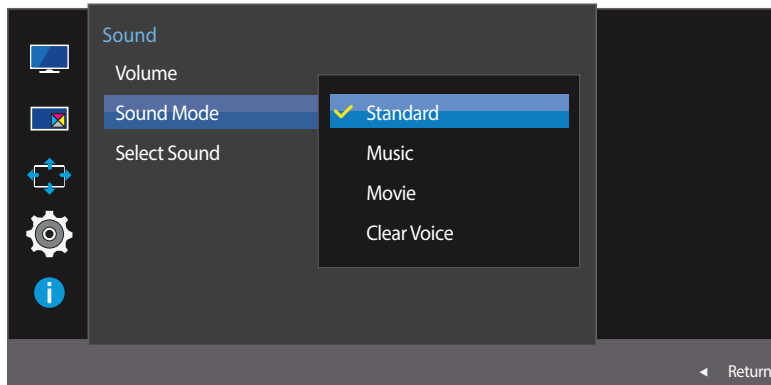 Sound
Volume
Sound Mode
Select Sound
Standard
Music
Movie
Clear Voice
i
Return